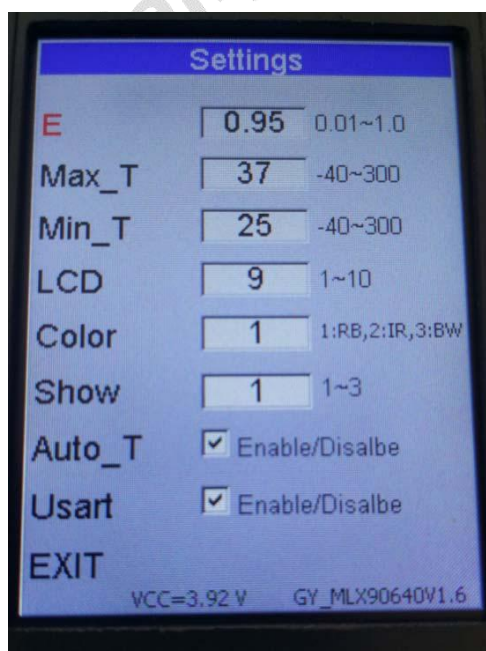 Settings
E 0.95 0.01~1.0
Max_T 37 -40~300
Min_T 25 -40~300
LCD 9 1~10
Color 1 1:RB,2:IR,3:BW
Show 1 1~3
Auto_T Enable/Disalbe
Usart Enable/Disalbe
EXIT
VCC=3.92 V GY_MLX90640V1.6